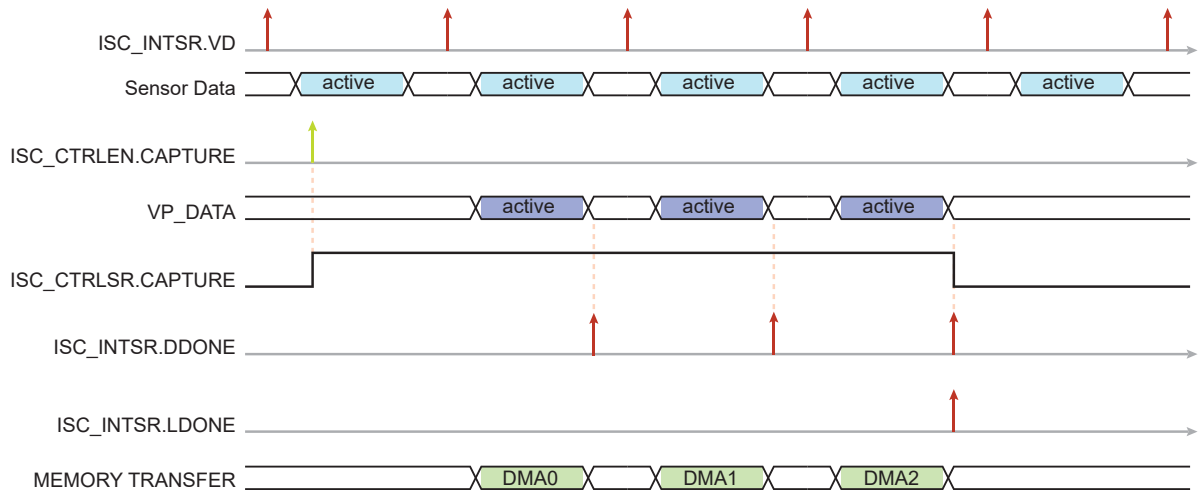 ISC_INTSR.VD
Sensor Data active active active active active
ISC_CTRLEN.CAPTURE
VP_DATA active active active
ISC_CTRLSR.CAPTURE
ISC_INTSR.DDONE
ISC_INTSR.LDONE
MEMORY TRANSFER DMA0 DMA1 DMA2